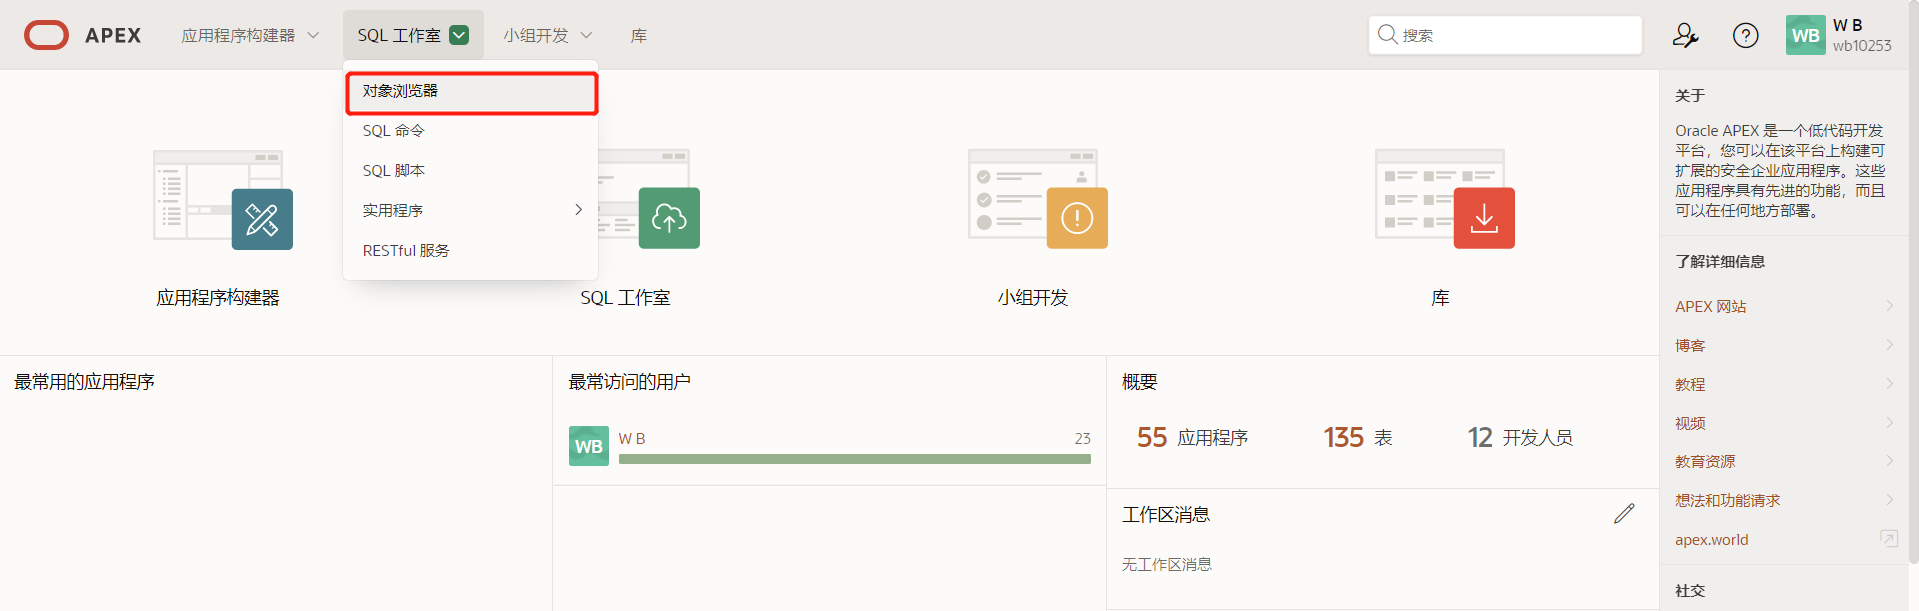 APEX
应用程序构建器
SQL 工作室
小组开发
库
搜索
WB
W B
wb10253
对象浏览器
SQL 命令
SQL 脚本
实用程序
RESTful 服务
应用程序构建器
SQL 工作室
小组开发
库
最常用的应用程序
最常访问的用户
WB
W B
23
概要
55 应用程序
135 表
12 开发人员
工作区消息
无工作区消息
关于
Oracle APEX 是一个低代码开发
平台，您可以在该平台上构建可
扩展的安全企业应用程序。这些
应用程序具有先进的功能，而且
可以在任何地方部署。
了解详细信息
APEX 网站
博客
教程
视频
教育资源
想法和功能请求
apex.world
社交